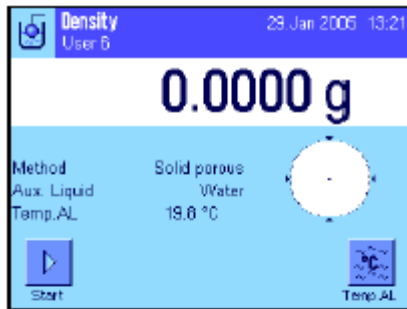 Density 29.Jan 2005 13:21
User 6
0.0000 g
Method Solid porous
Aux. Liquid Water
Temp.AL 19.8 °C
°C
Start Temp.AL